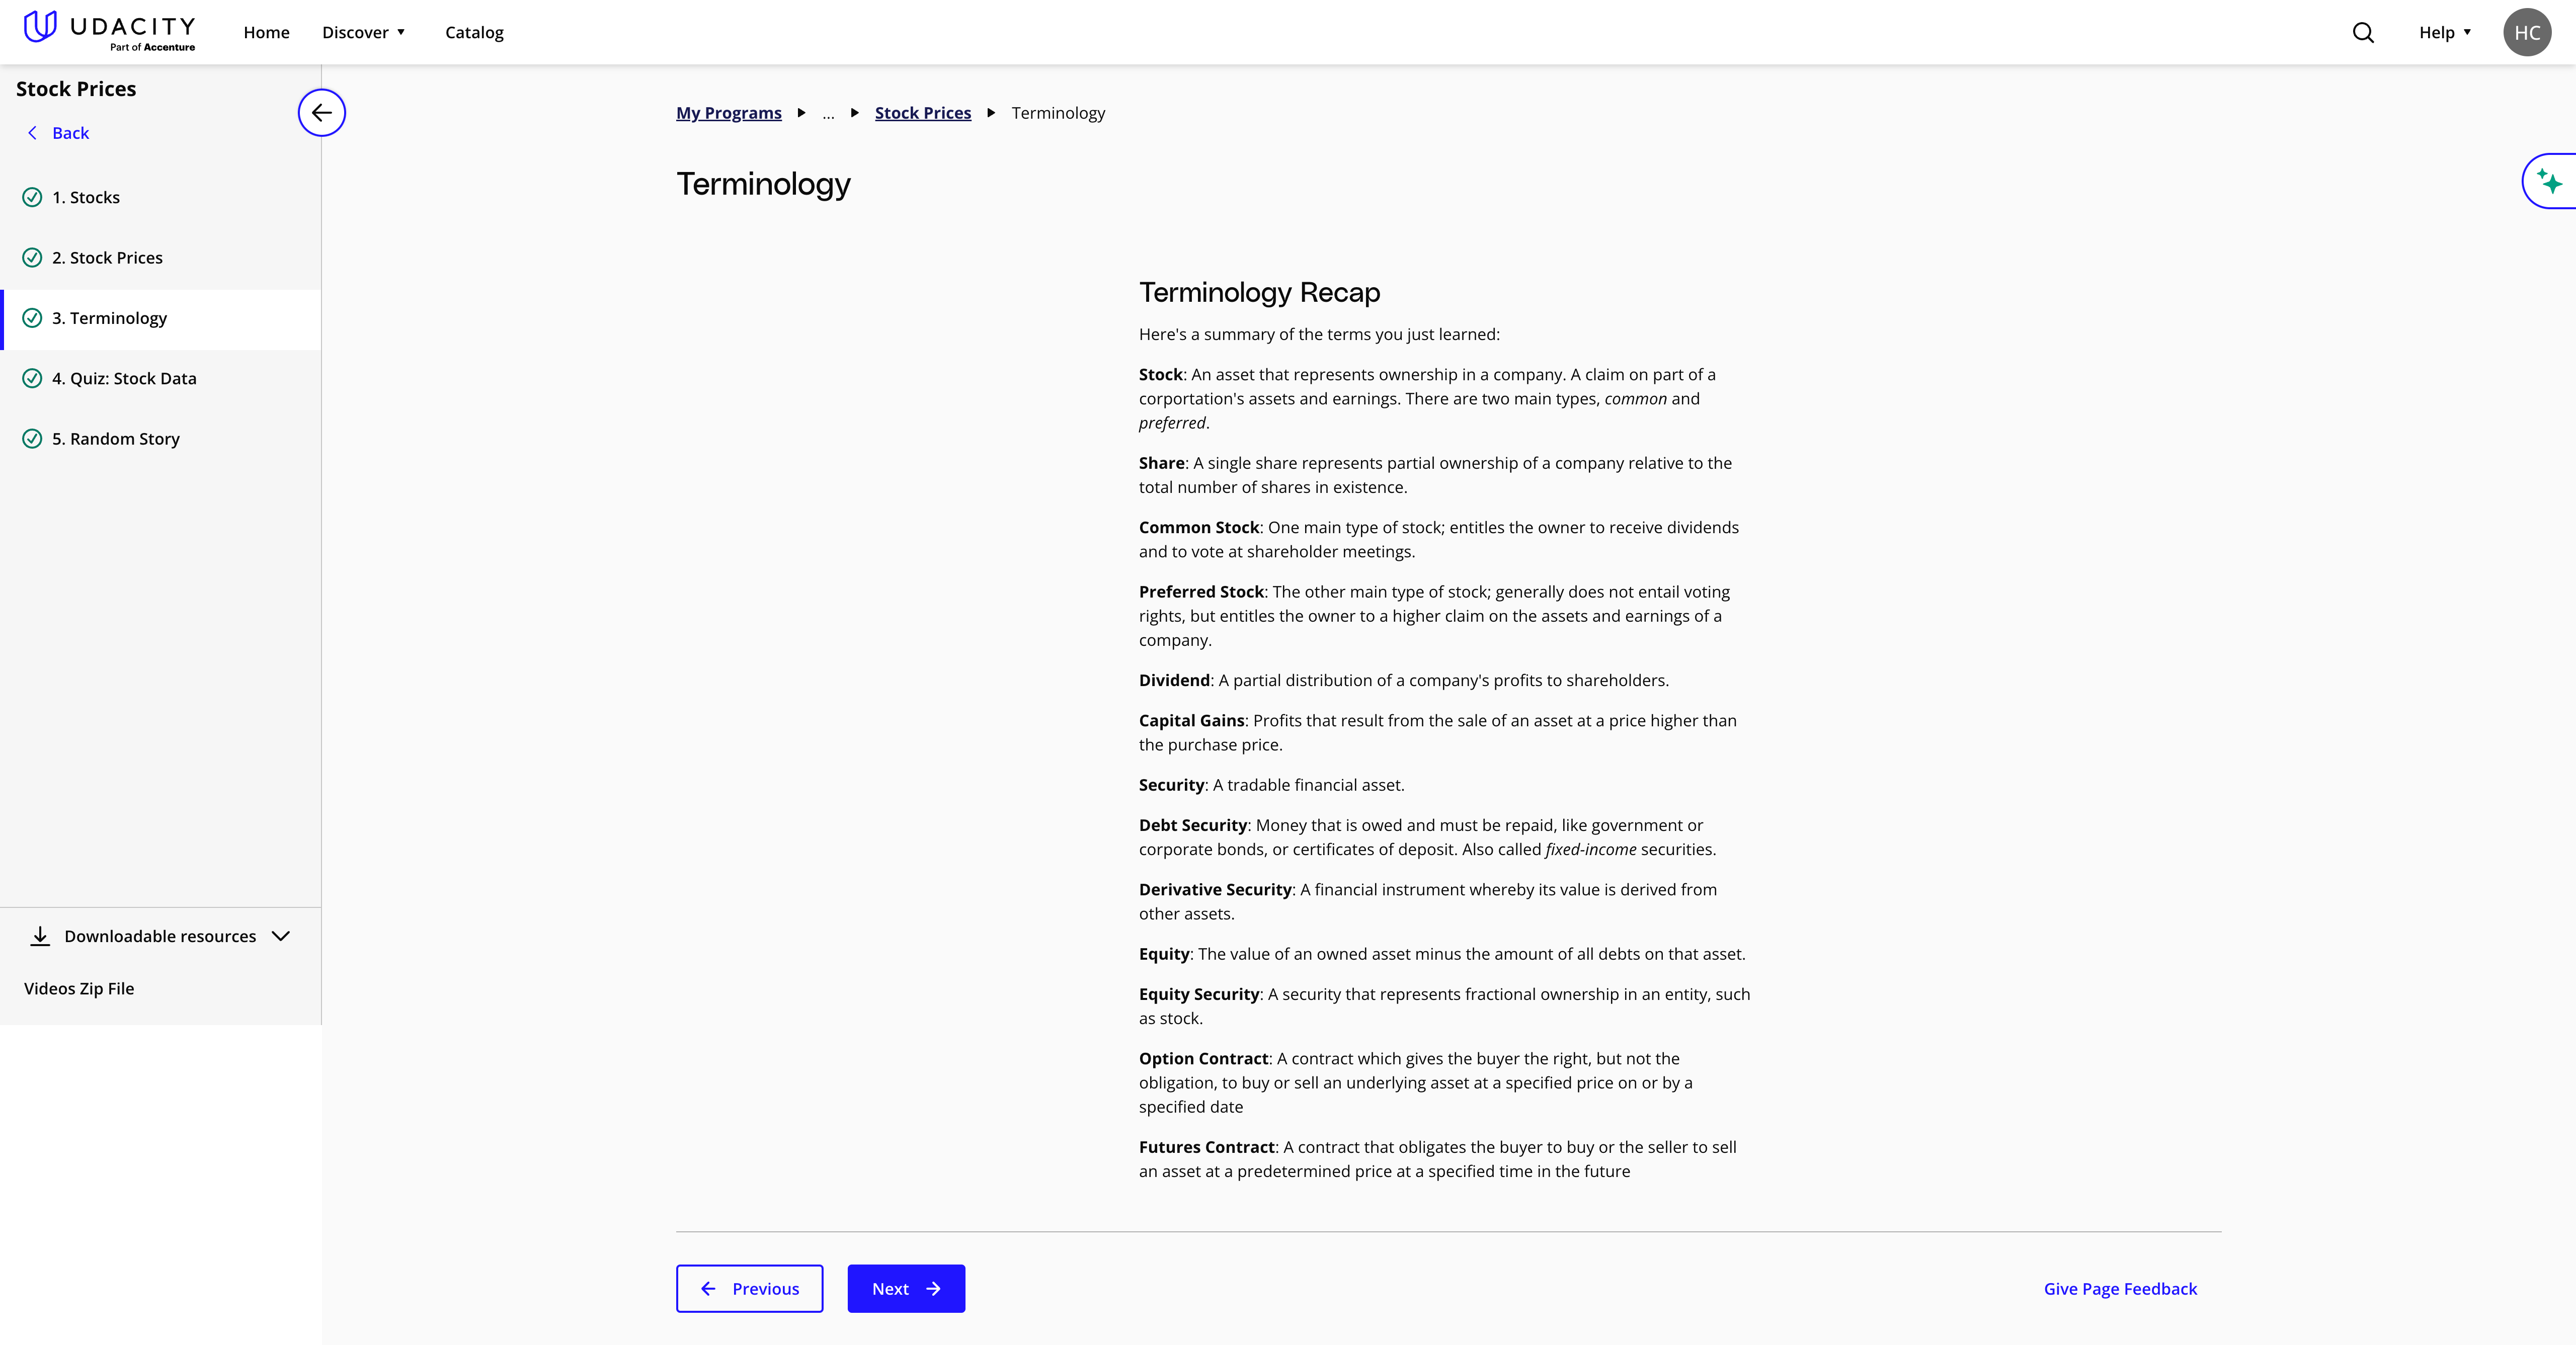 UDACITY
Part of Accenture
Home
Discover
Catalog
Help
HC
Stock Prices
Back
1. Stocks
2. Stock Prices
3. Terminology
4. Quiz: Stock Data
5. Random Story
Downloadable resources
Videos Zip File
My Programs
...
Stock Prices
Terminology
Terminology
Terminology Recap
Here's a summary of the terms you just learned:
Stock: An asset that represents ownership in a company. A claim on part of a
corportation's assets and earnings. There are two main types, common and
preferred.
Share: A single share represents partial ownership of a company relative to the
total number of shares in existence.
Common Stock: One main type of stock; entitles the owner to receive dividends
and to vote at shareholder meetings.
Preferred Stock: The other main type of stock; generally does not entail voting
rights, but entitles the owner to a higher claim on the assets and earnings of a
company.
Dividend: A partial distribution of a company's profits to shareholders.
Capital Gains: Profits that result from the sale of an asset at a price higher than
the purchase price.
Security: A tradable financial asset.
Debt Security: Money that is owed and must be repaid, like government or
corporate bonds, or certificates of deposit. Also called fixed-income securities.
Derivative Security: A financial instrument whereby its value is derived from
other assets.
Equity: The value of an owned asset minus the amount of all debts on that asset.
Equity Security: A security that represents fractional ownership in an entity, such
as stock.
Option Contract: A contract which gives the buyer the right, but not the
obligation, to buy or sell an underlying asset at a specified price on or by a
specified date
Futures Contract: A contract that obligates the buyer to buy or the seller to sell
an asset at a predetermined price at a specified time in the future
Previous
Next
Give Page Feedback